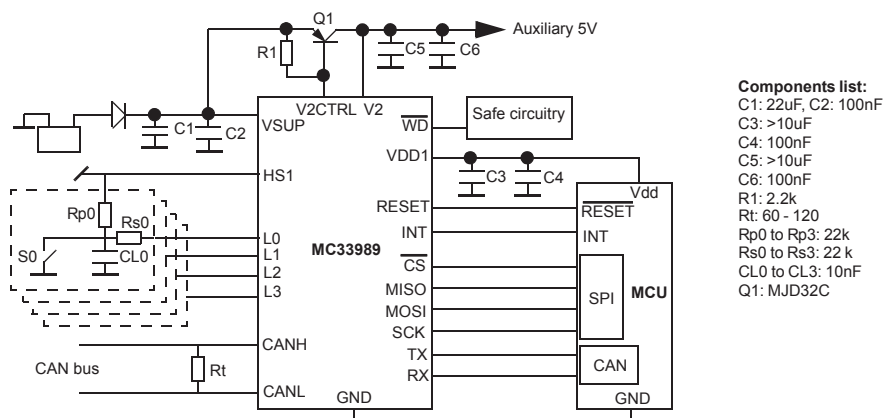 Q1
Auxiliary 5V
R1
C5
C6
V2CTRL
V2
C1
C2
VSUP
WD
Safe circuitry
VDD1
C3
C4
Vdd
HS1
Rp0
Rs0
S0
CL0
L0
L1
L2
L3
MC33989
RESET
RESET
INT
INT
CS
MISO
MOSI
SCK
SPI
MCU
TX
RX
CAN
CANH
CAN bus
Rt
CANL
GND
GND
Components list:
C1: 22uF, C2: 100nF
C3: >10uF
C4: 100nF
C5: >10uF
C6: 100nF
R1: 2.2k
Rt: 60 - 120
Rp0 to Rp3: 22k
Rs0 to Rs3: 22 k
CL0 to CL3: 10nF
Q1: MJD32C